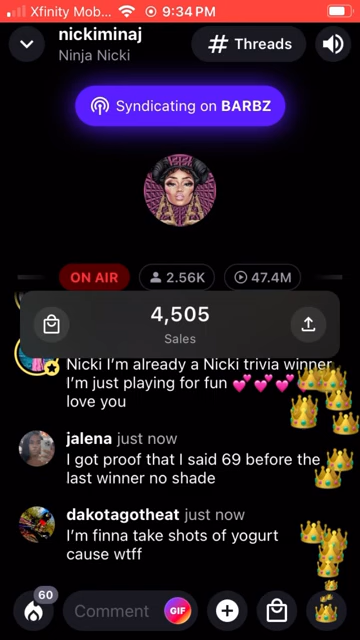 Xfinity Mob... 9:34 PM
nickiminaj
Ninja Nicki
# Threads
Syndicating on BARBZ
ON AIR 2.56K 47.4M
4,505
Sales
Nicki I'm already a Nicki trivia winner
I'm just playing for fun 💕💕💕
love you
jalena just now
I got proof that I said 69 before the
last winner no shade
dakotagotheat just now
I'm finna take shots of yogurt
cause wtff
60
Comment GIF